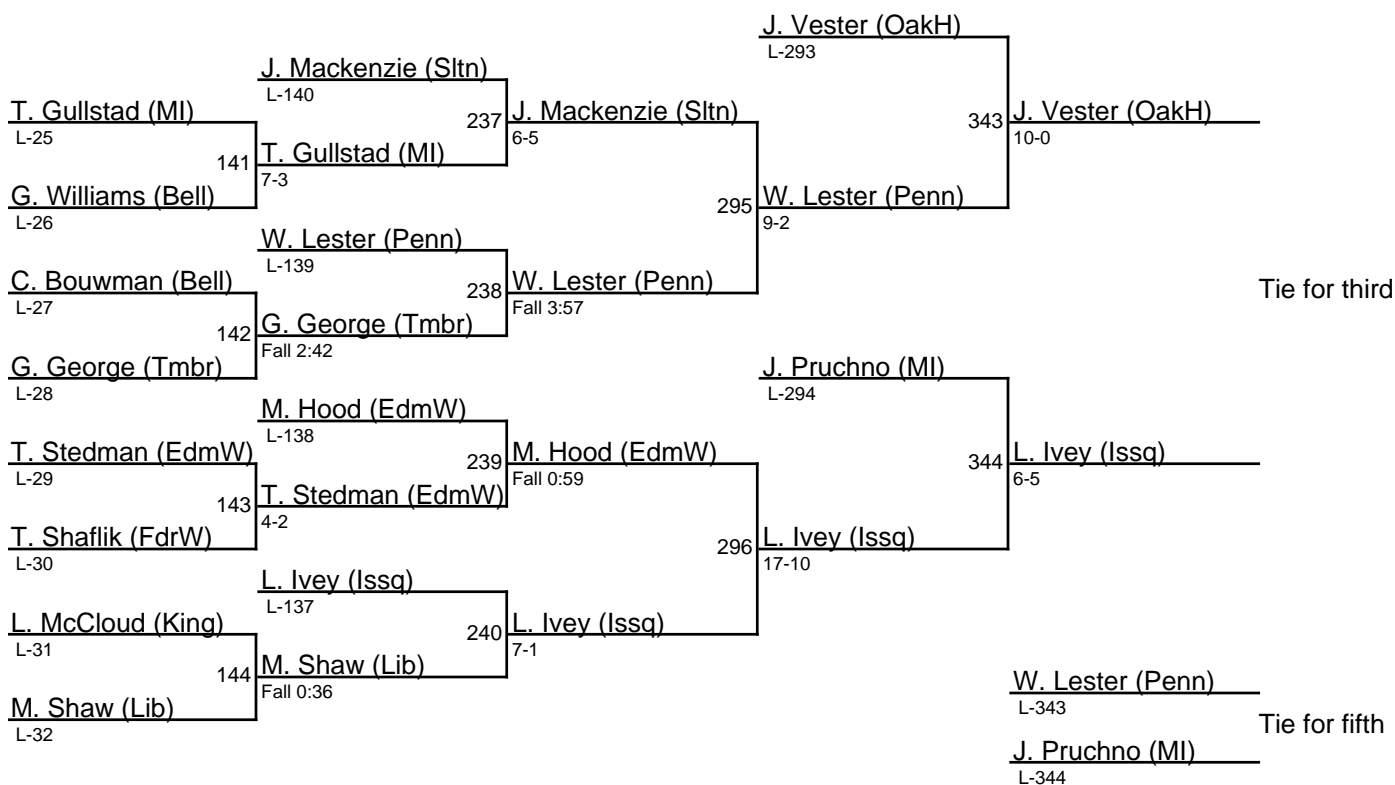 J. Vester (OakH)
L-293
J. Mackenzie (Sltn)
L-140
T. Gullstad (MI)
L-25
237
J. Mackenzie (Sltn)
6-5
343
J. Vester (OakH)
10-0
141
T. Gullstad (MI)
7-3
G. Williams (Bell)
L-26
295
W. Lester (Penn)
9-2
W. Lester (Penn)
L-139
C. Bouwman (Bell)
L-27
238
W. Lester (Penn)
Fall 3:57
Tie for third
142
G. George (Tmbr)
Fall 2:42
G. George (Tmbr)
L-28
J. Pruchno (MI)
L-294
M. Hood (EdmW)
L-138
T. Stedman (EdmW)
L-29
239
M. Hood (EdmW)
Fall 0:59
344
L. Ivey (Issq)
6-5
143
T. Stedman (EdmW)
4-2
T. Shaflik (FdrW)
L-30
296
L. Ivey (Issq)
17-10
L. Ivey (Issq)
L-137
L. McCloud (King)
L-31
240
L. Ivey (Issq)
7-1
144
M. Shaw (Lib)
Fall 0:36
M. Shaw (Lib)
L-32
W. Lester (Penn)
L-343
Tie for fifth
J. Pruchno (MI)
L-344